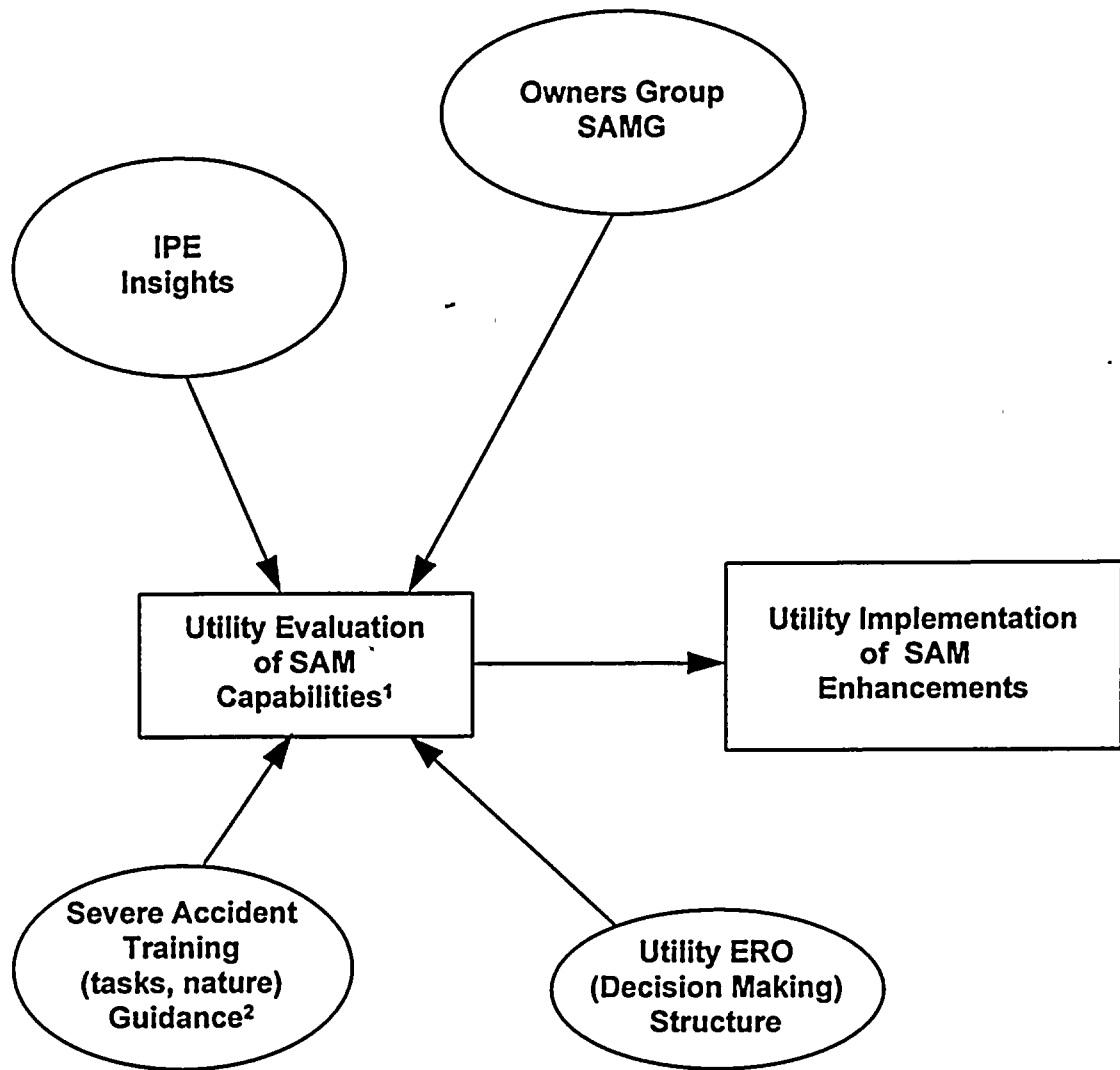 Owners Group
SAMG
IPE
Insights
Utility Evaluation
of SAM
Capabilities¹
Utility Implementation
of SAM
Enhancements
Severe Accident
Training
(tasks, nature)
Guidance²
Utility ERO
(Decision Making)
Structure